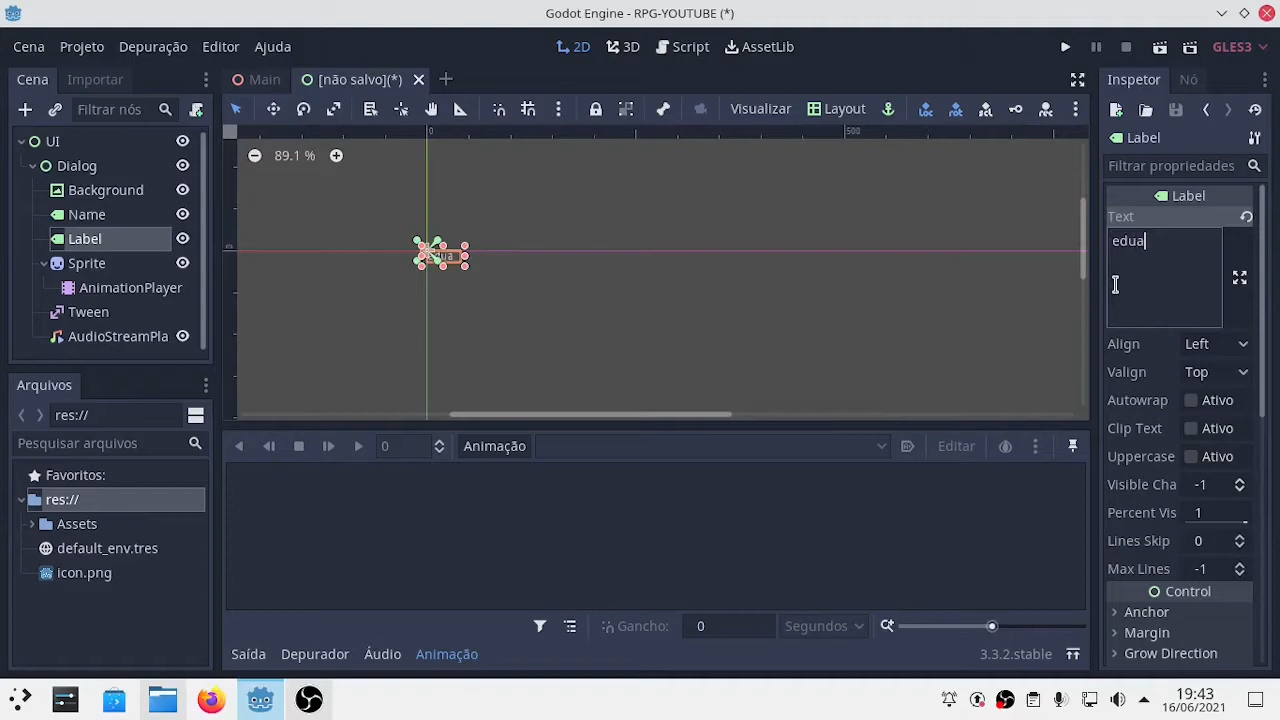 Godot Engine - RPG-YOUTUBE (*)
Cena Projeto Depuração Editor Ajuda
2D 3D Script AssetLib
GLES3
Cena Importar
Main [não salvo](*)
Inspetor Nó
Filtrar nós
Visualizar Layout
UI
Dialog
Background
Name
Label
Sprite
AnimationPlayer
Tween
AudioStreamPla
0 500
89.1 %
Label
Filtrar propriedades
Label
Text
edua
Align Left
Valign Top
Autowrap Ativo
Clip Text Ativo
Uppercase Ativo
Visible Cha -1
Percent Vis 1
Lines Skip 0
Max Lines -1
Control
Anchor
Margin
Grow Direction
Arquivos
res://
Pesquisar arquivos
Favoritos:
res://
Assets
default_env.tres
icon.png
0 Animação Editar
Gancho: 0 Segundos
Saída Depurador Áudio Animação 3.3.2.stable
19:43
16/06/2021